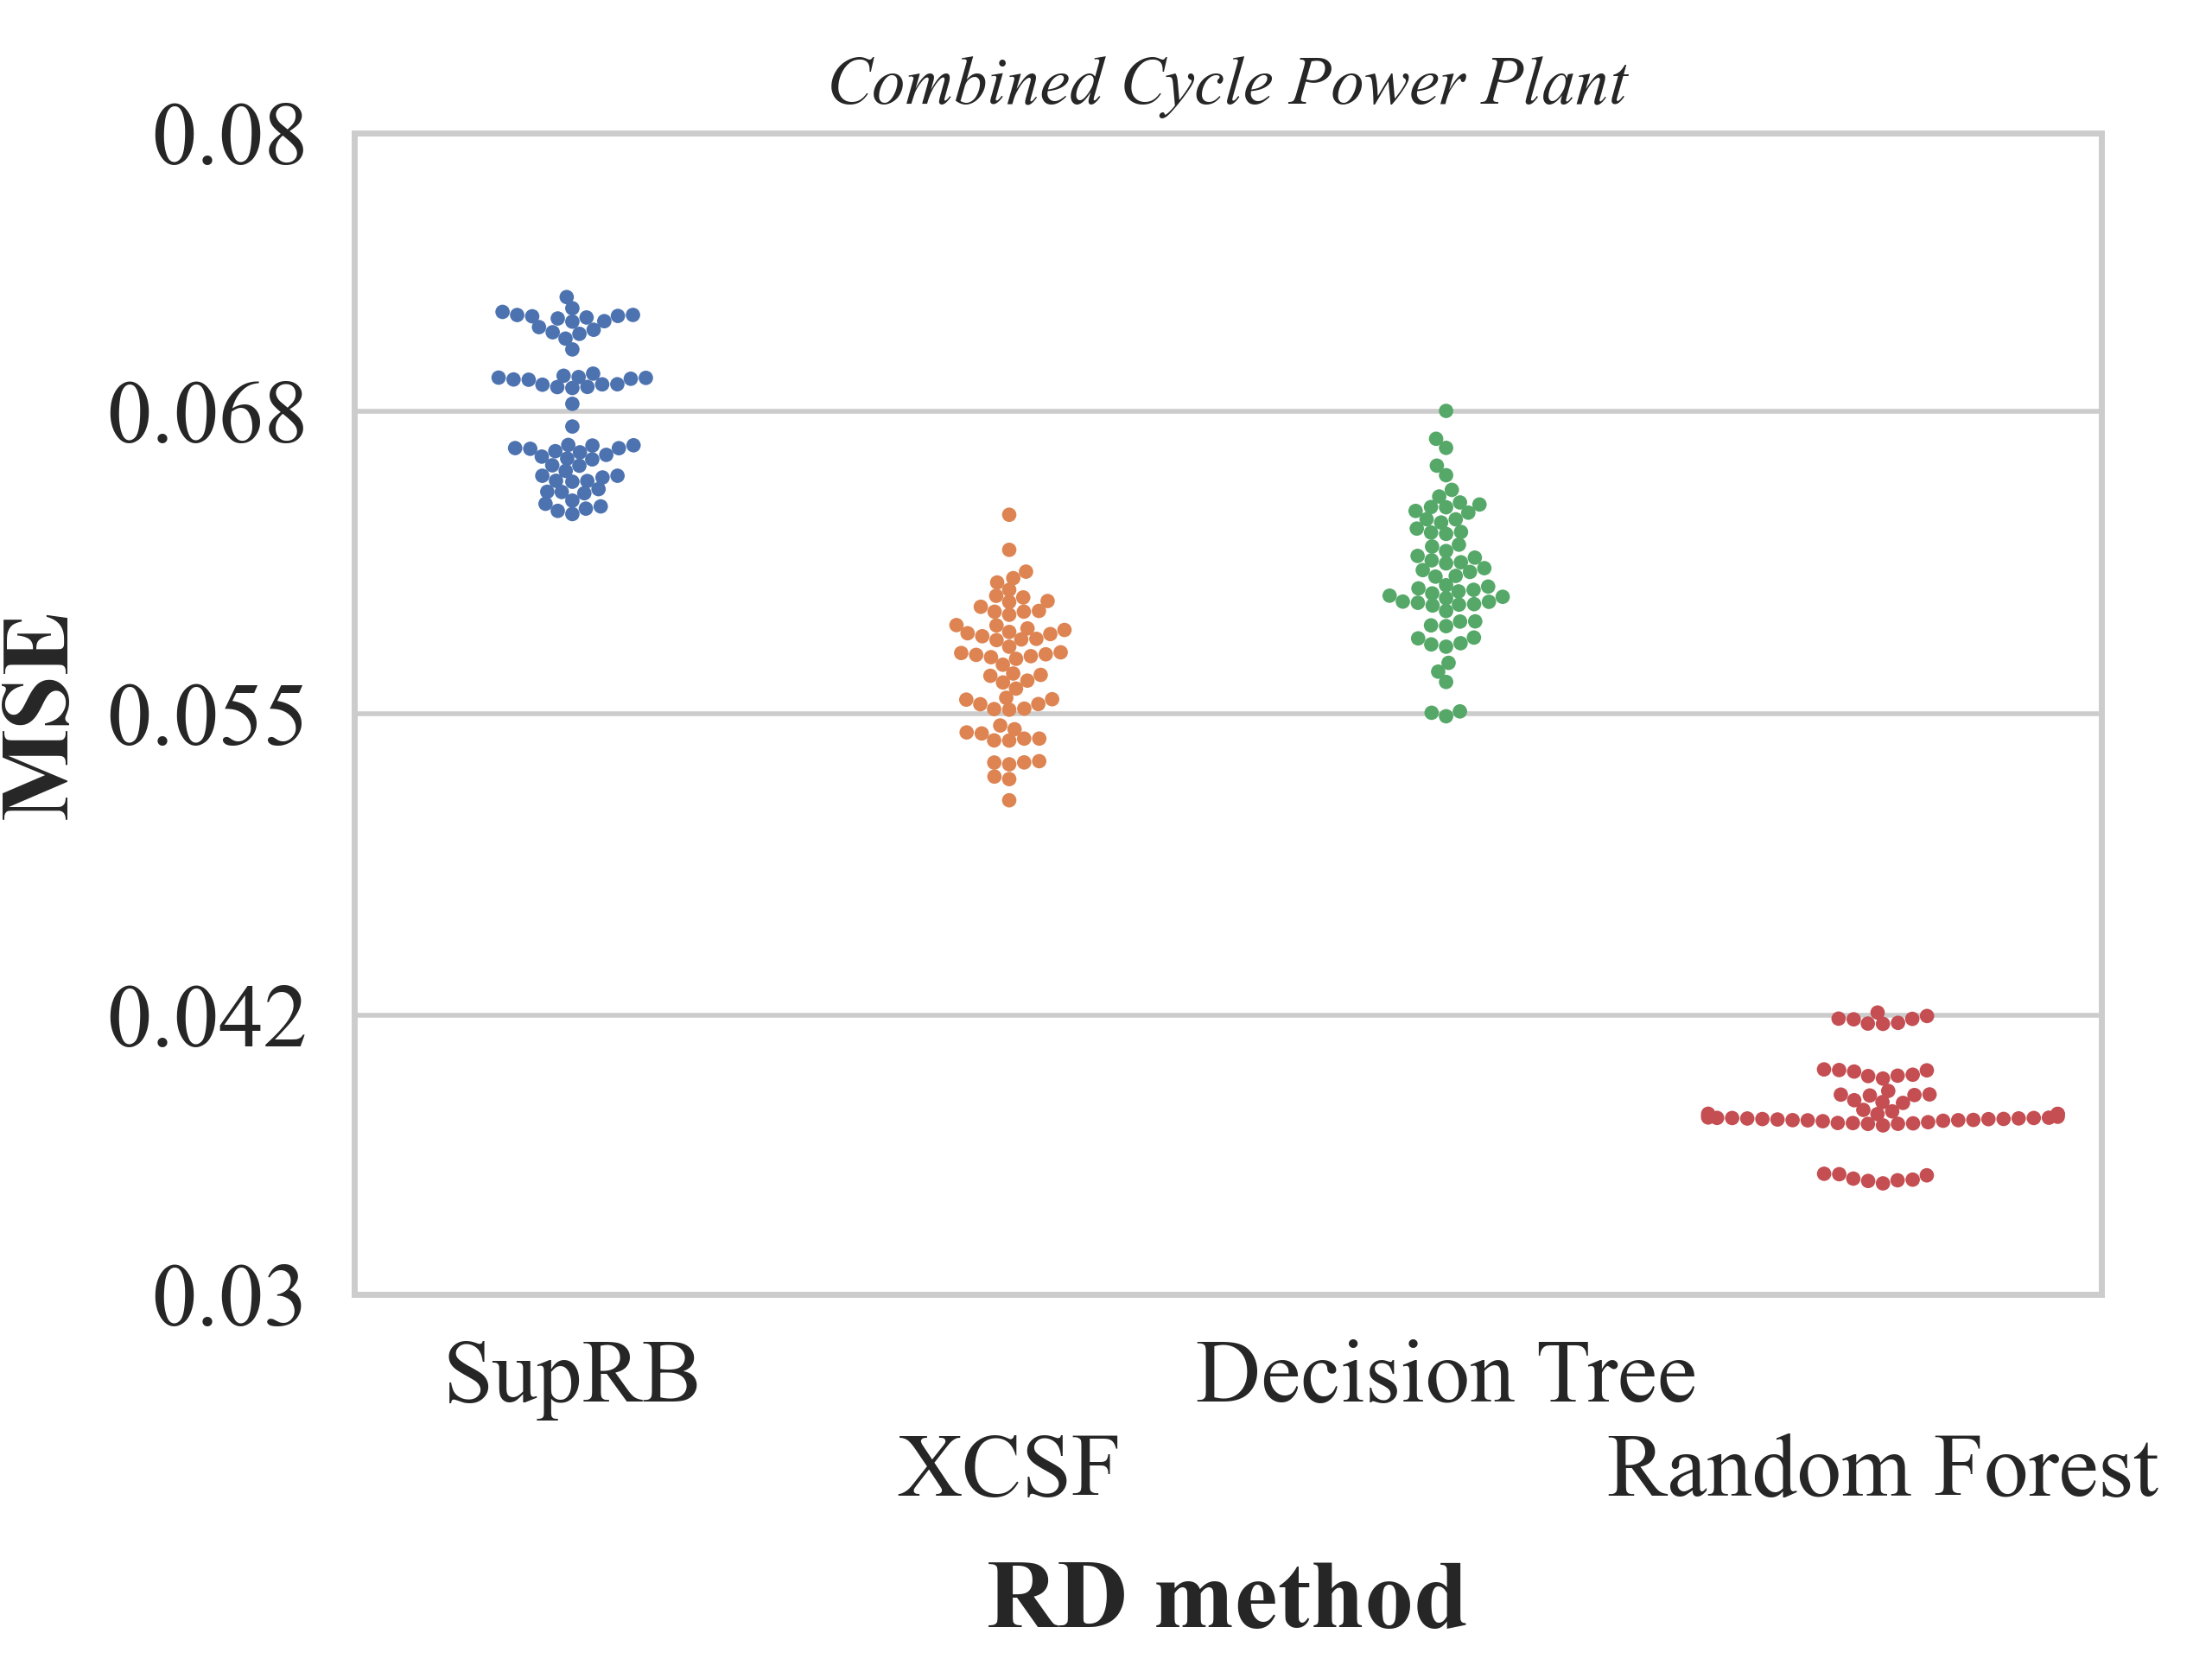 Combined Cycle Power Plant
0.08
0.068
0.055
0.042
0.03
MSE
SupRB
Decision Tree
XCSF
Random Forest
RD method